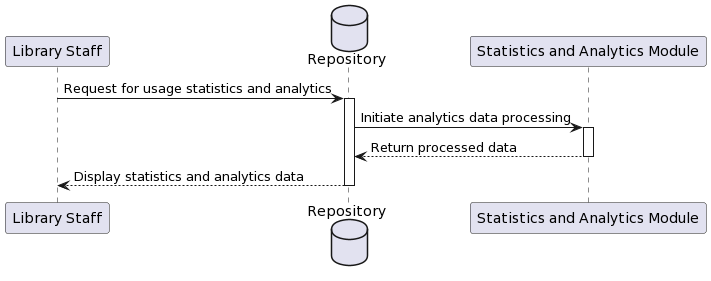 Library Staff
Repository
Statistics and Analytics Module
Request for usage statistics and analytics
Initiate analytics data processing
Return processed data
Display statistics and analytics data
Library Staff
Repository
Statistics and Analytics Module